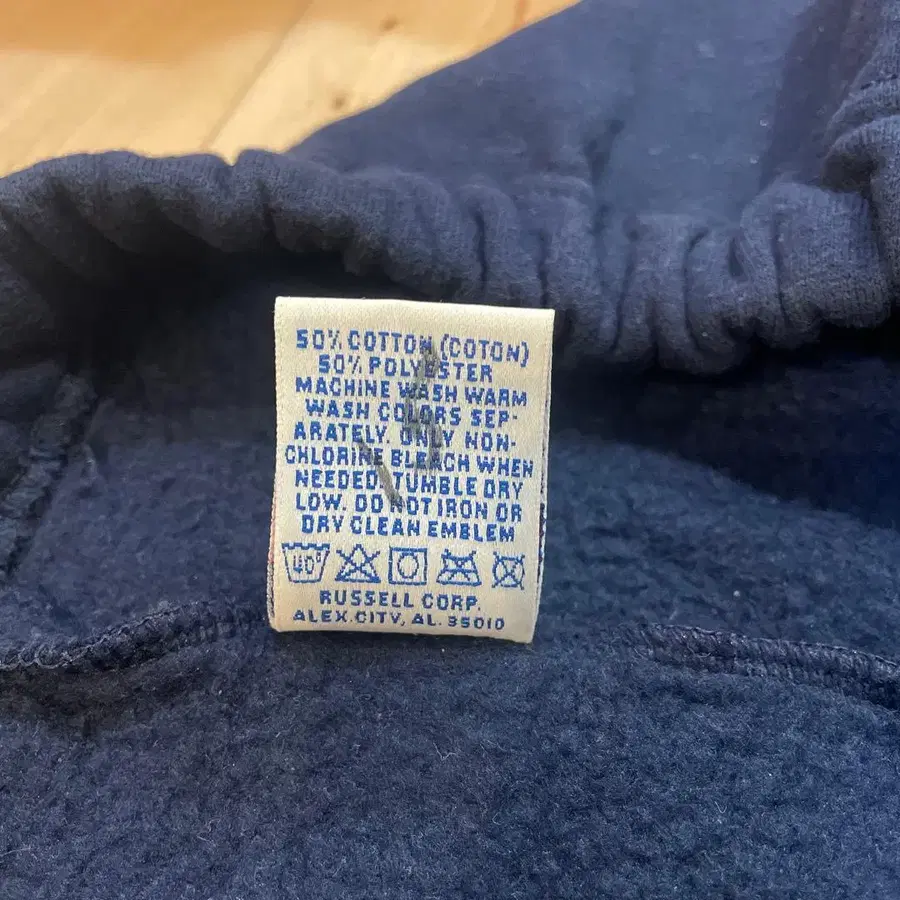 50% COTTON (COTON)
50% POLYESTER
MACHINE WASH WARM
WASH COLORS SEP-
ARATELY. ONLY NON-
CHLORINE BLEACH WHEN
NEEDED. TUMBLE DRY
LOW. DO NOT IRON OR
DRY CLEAN EMBLEM
40°
RUSSELL CORP.
ALEX.CITY, AL. 35010